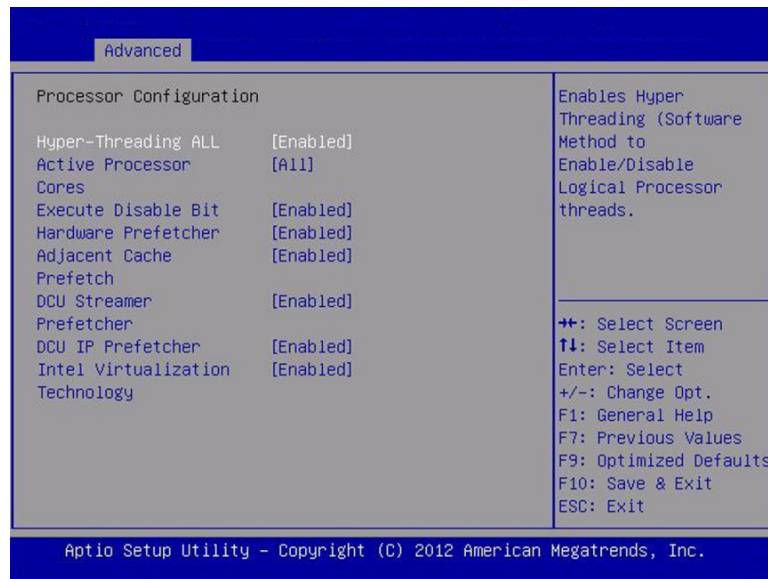 Advanced
Processor Configuration
Hyper-Threading ALL [Enabled]
Active Processor [All]
Cores
Execute Disable Bit [Enabled]
Hardware Prefetcher [Enabled]
Adjacent Cache [Enabled]
Prefetch
DCU Streamer [Enabled]
Prefetcher
DCU IP Prefetcher [Enabled]
Intel Virtualization [Enabled]
Technology
Enables Hyper
Threading (Software
Method to
Enable/Disable
Logical Processor
threads.
→←: Select Screen
↑↓: Select Item
Enter: Select
+/-: Change Opt.
F1: General Help
F7: Previous Values
F9: Optimized Defaults
F10: Save & Exit
ESC: Exit
Aptio Setup Utility - Copyright (C) 2012 American Megatrends, Inc.